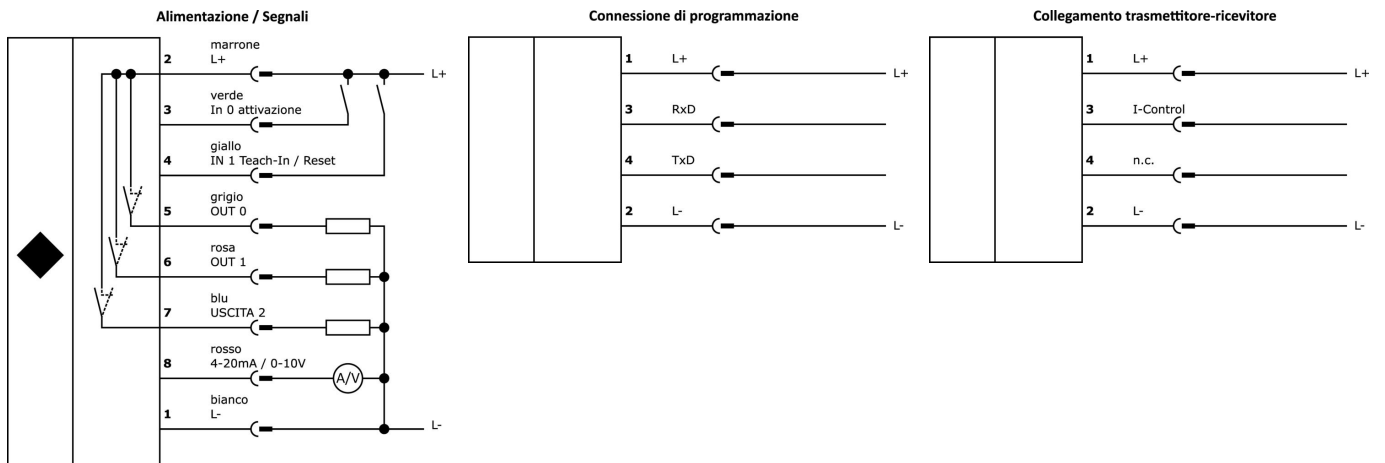 Alimentazione / Segnali
marrone
2 L+
L+
verde
3 In 0 attivazione
giallo
4 IN 1 Teach-In / Reset
grigio
5 OUT 0
rosa
6 OUT 1
blu
7 USCITA 2
rosso
8 4-20mA / 0-10V
A/V
bianco
1 L-
L-
Connessione di programmazione
1 L+
L+
3 RxD
4 TxD
2 L-
L-
Collegamento trasmettitore-ricevitore
1 L+
L+
3 I-Control
4 n.c.
2 L-
L-